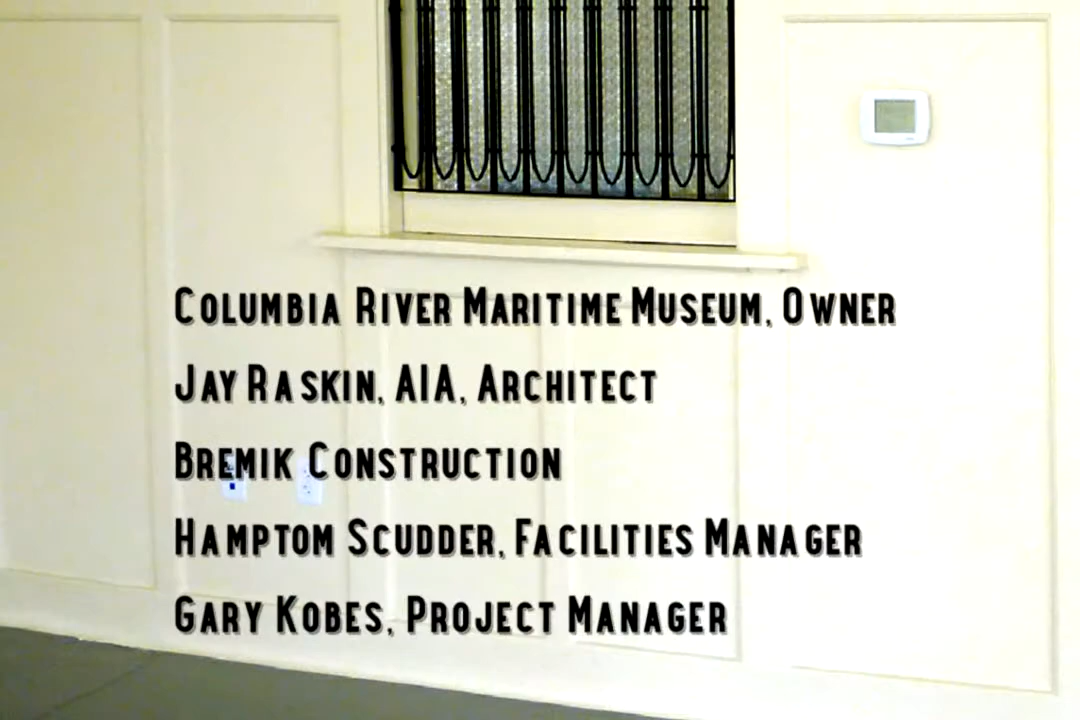 Columbia River Maritime Museum, Owner
Jay Raskin, AIA, Architect
Bremik Construction
Hamptom Scudder, Facilities Manager
Gary Kobes, Project Manager